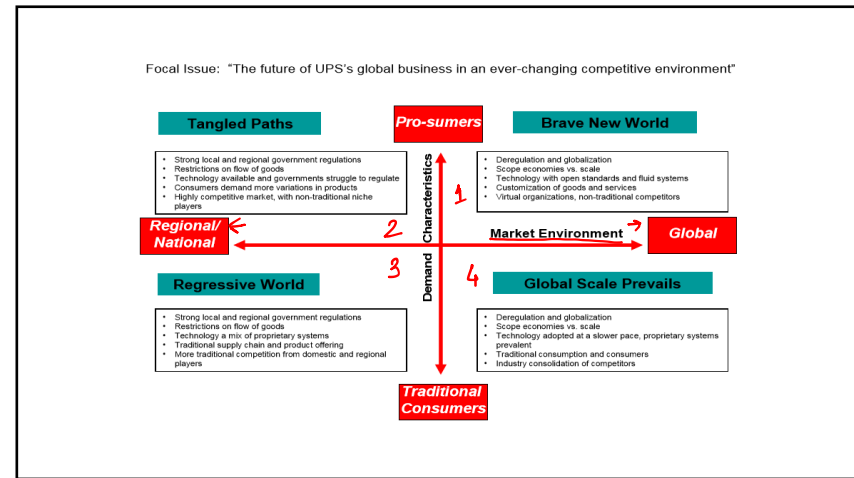 Focal Issue: "The future of UPS's global business in an ever-changing competitive environment"
Tangled Paths
Pro-sumers
Brave New World
• Strong local and regional government regulations
• Restrictions on flow of goods
• Technology available and governments struggle to regulate
• Consumers demand more variations in products
• Highly competitive market, with non-traditional niche
players
• Deregulation and globalization
• Scope economies vs. scale
• Technology with open standards and fluid systems
• Customization of goods and services
• Virtual organizations, non-traditional competitors
Demand Characteristics
1
2
3
4
Regional/
National
Market Environment
Global
Regressive World
Global Scale Prevails
• Strong local and regional government regulations
• Restrictions on flow of goods
• Technology a mix of proprietary systems
• Traditional supply chain and product offering
• More traditional competition from domestic and regional
players
• Deregulation and globalization
• Scope economies vs. scale
• Technology adopted at a slower pace, proprietary systems
prevalent
• Traditional consumption and consumers
• Industry consolidation of competitors
Traditional
Consumers